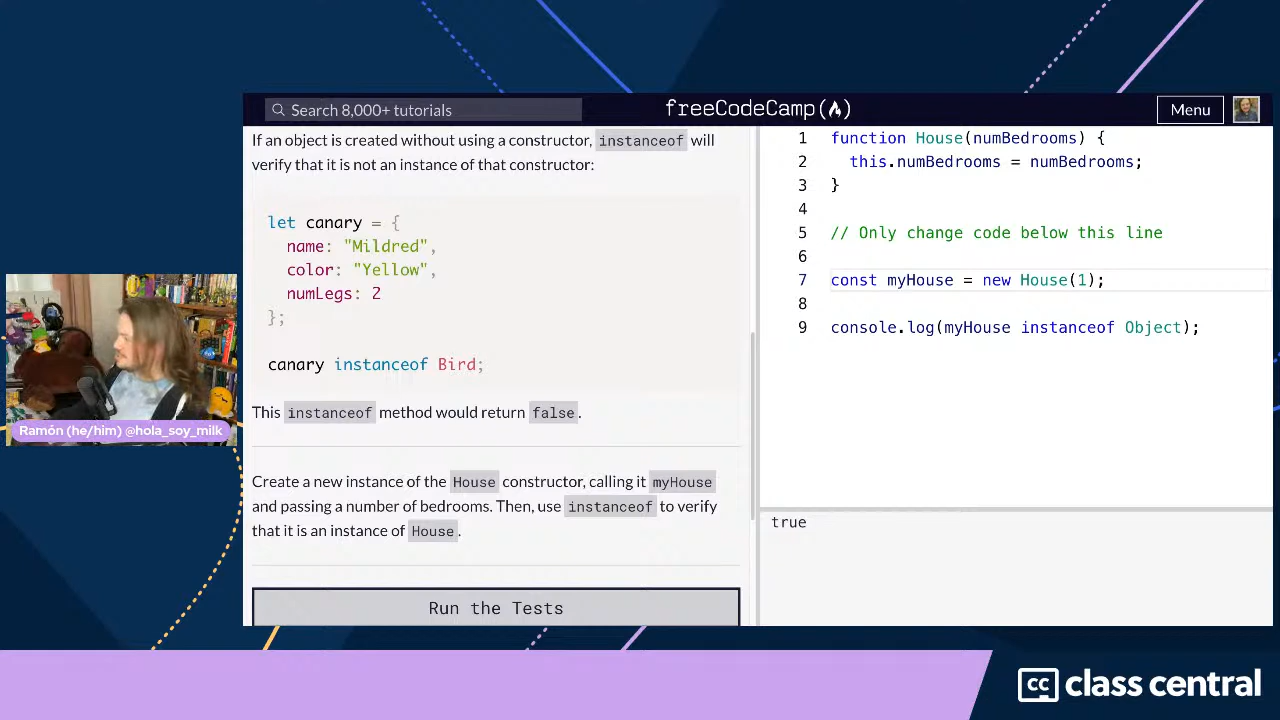 Search 8,000+ tutorials
freeCodeCamp
Menu
If an object is created without using a constructor, instanceof will
verify that it is not an instance of that constructor:
let canary = {
name: "Mildred",
color: "Yellow",
numLegs: 2
};
canary instanceof Bird;
This instanceof method would return false.
Create a new instance of the House constructor, calling it myHouse
and passing a number of bedrooms. Then, use instanceof to verify
that it is an instance of House.
Run the Tests
1 function House(numBedrooms) {
2 this.numBedrooms = numBedrooms;
3 }
4
5 // Only change code below this line
6
7 const myHouse = new House(1);
8
9 console.log(myHouse instanceof Object);
true
Ramón (he/him) @hola_soy_milk
cc class central